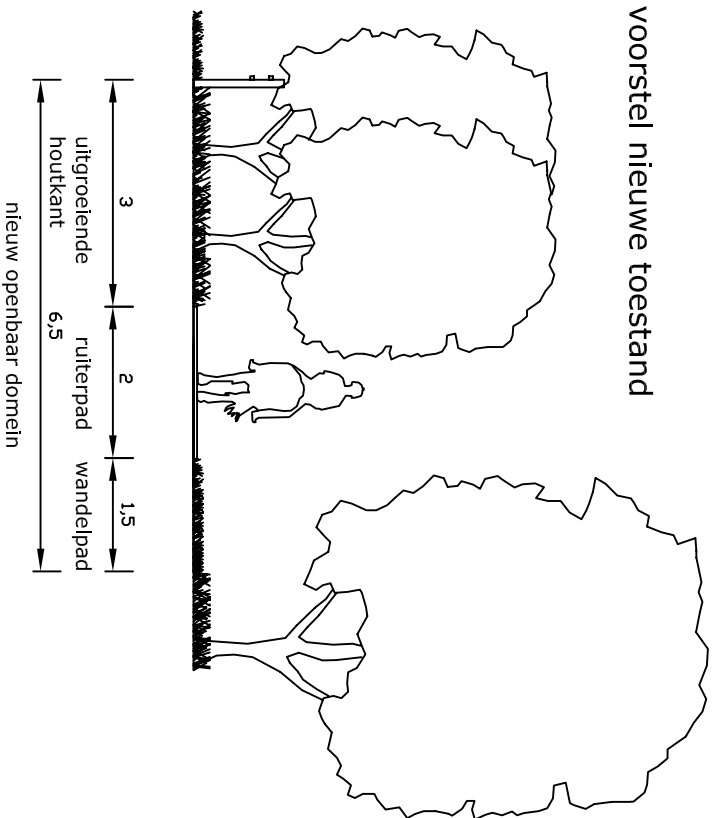 voorstel nieuwe toestand
3
2
1,5
uitgroeiende
houtkant
ruiterpad
wandelpad
6,5
nieuw openbaar domein